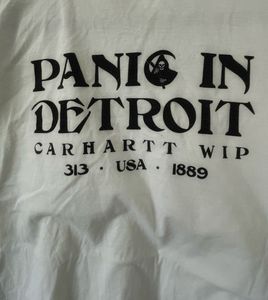 PANIC IN
DETROIT
CARHARTT WIP
313 · USA · 1889